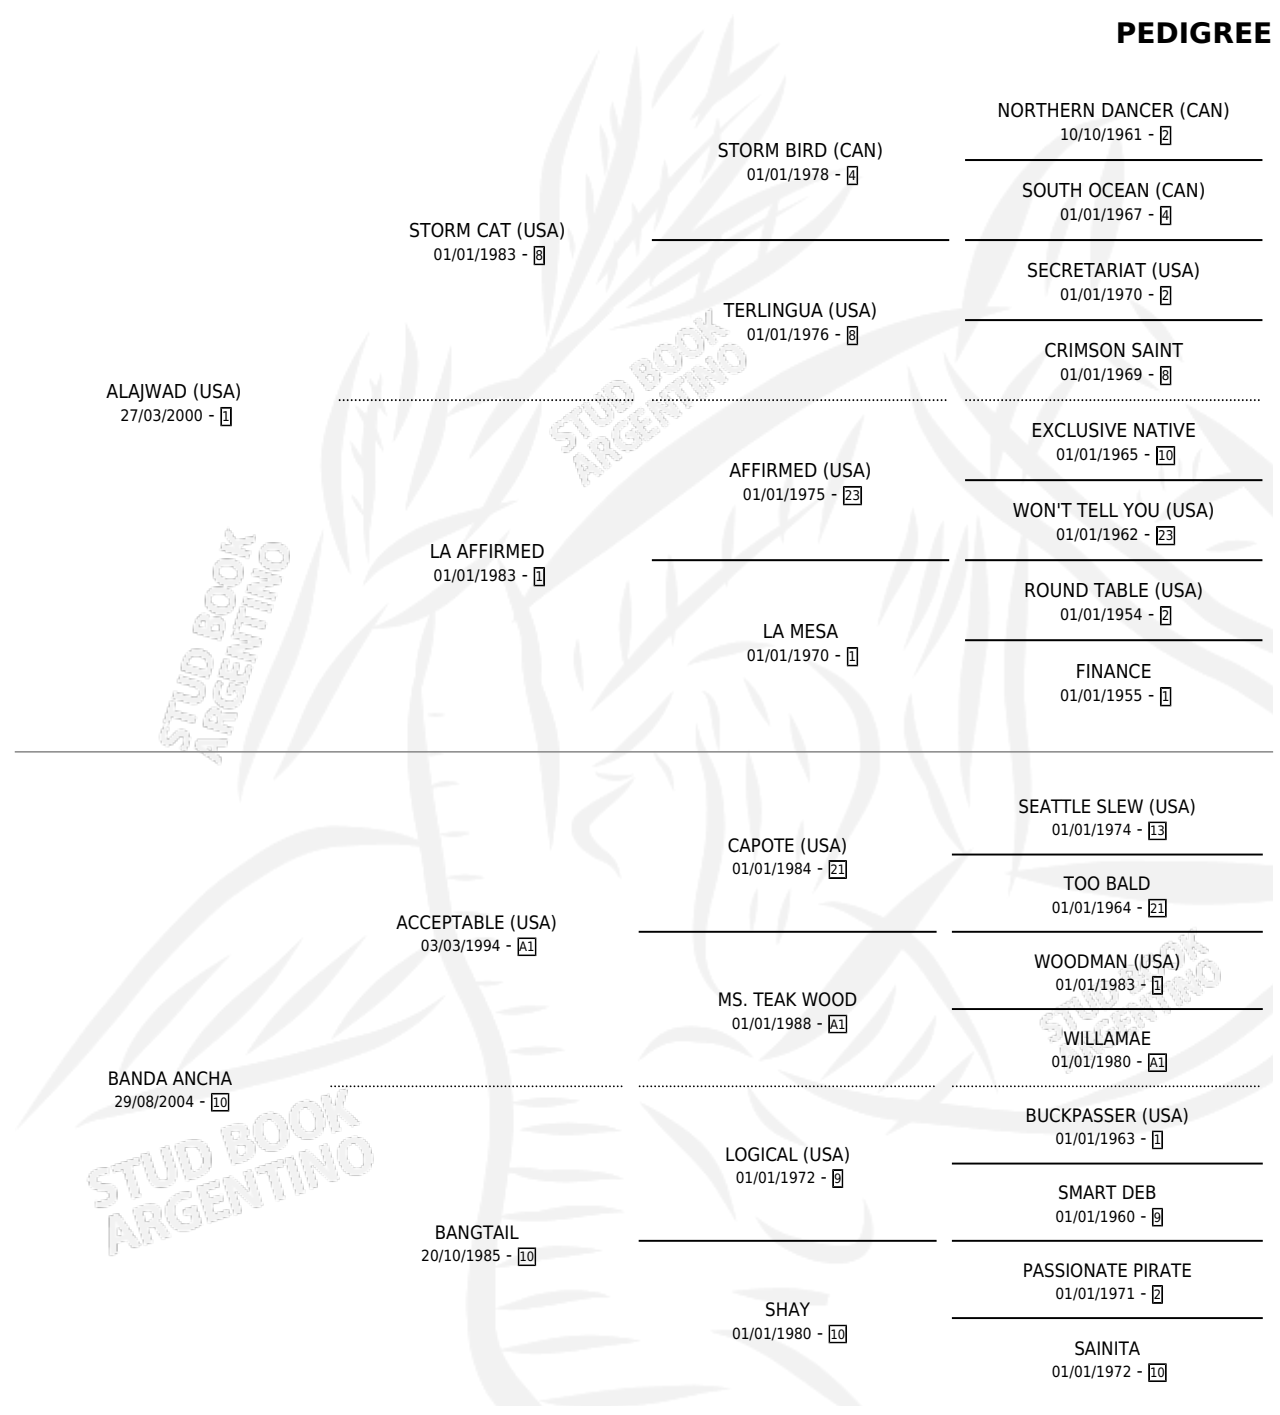 PEDIGREE
NORTHERN DANCER (CAN)
10/10/1961 - 2
STORM BIRD (CAN)
01/01/1978 - 4
SOUTH OCEAN (CAN)
01/01/1967 - 4
STORM CAT (USA)
01/01/1983 - 8
SECRETARIAT (USA)
01/01/1970 - 2
TERLINGUA (USA)
01/01/1976 - 8
CRIMSON SAINT
01/01/1969 - 8
ALAJWAD (USA)
27/03/2000 - 1
EXCLUSIVE NATIVE
01/01/1965 - 10
AFFIRMED (USA)
01/01/1975 - 23
WON'T TELL YOU (USA)
01/01/1962 - 23
LA AFFIRMED
01/01/1983 - 1
ROUND TABLE (USA)
01/01/1954 - 2
LA MESA
01/01/1970 - 1
FINANCE
01/01/1955 - 1
SEATTLE SLEW (USA)
01/01/1974 - 13
CAPOTE (USA)
01/01/1984 - 21
TOO BALD
01/01/1964 - 21
ACCEPTABLE (USA)
03/03/1994 - A1
WOODMAN (USA)
01/01/1983 - 1
MS. TEAK WOOD
01/01/1988 - A1
WILLAMAE
01/01/1980 - A1
BANDA ANCHA
29/08/2004 - 10
BUCKPASSER (USA)
01/01/1963 - 1
LOGICAL (USA)
01/01/1972 - 9
SMART DEB
01/01/1960 - 9
BANGTAIL
20/10/1985 - 10
PASSIONATE PIRATE
01/01/1971 - 2
SHAY
01/01/1980 - 10
SAINITA
01/01/1972 - 10
STUD BOOK
ARGENTINO
STUD BOOK
ARGENTINO
STUD BOOK
ARGENTINO
STUD BOOK
ARGENTINO